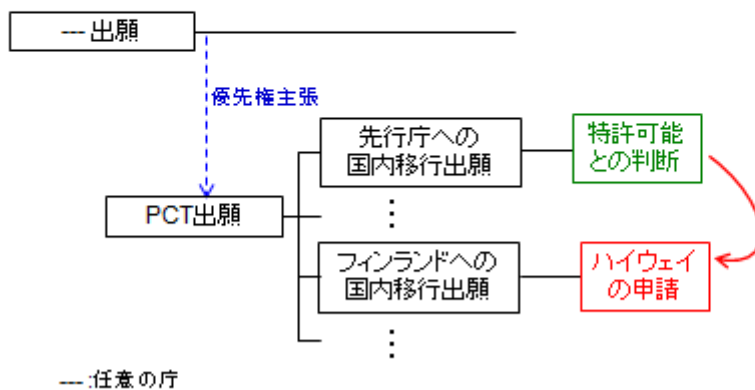 --- 出願
優先権主張
先行庁への
国内移行出願
特許可能
との判断
PCT出願
⋮
フィンランドへの
国内移行出願
ハイウェイ
の申請
⋮
--- :任意の庁